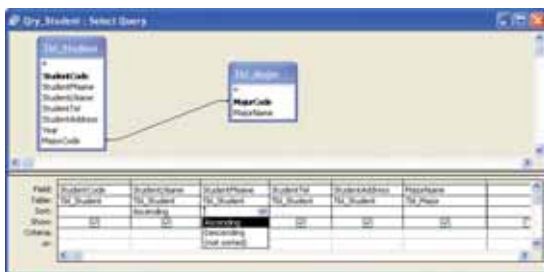 Qry_Student : Select Query
Tbl_Student
*
StudentCode
StudentFname
StudentLname
StudentTel
StudentAddress
Year
MajorCode
Tbl_Major
*
MajorCode
MajorName
Field: StudentCode StudentLname StudentFname StudentTel StudentAddress MajorName
Table: Tbl_Student Tbl_Student Tbl_Student Tbl_Student Tbl_Student Tbl_Major
Sort: Ascending
Show:
Criteria:
or:
Ascending
Descending
(not sorted)